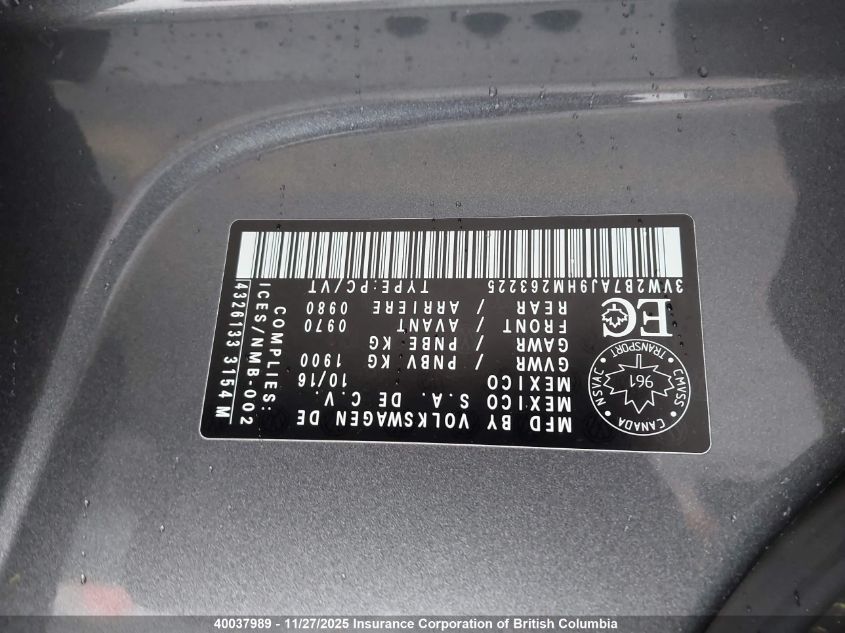 MFD BY VOLKSWAGEN DE
MEXICO S.A. DE C.V.
MEXICO 10/16
GVWR / PNBV KG 1900
GAWR / PNBE KG
FRONT / AVANT 0970
REAR / ARRIERE 0980
3VW2B7AJ9HM263225 TYPE:PC/VT
COMPLIES:
ICES/NMB-002
4326133 3154M
CANADA
CMVSS NSVAC
961
TRANSPORT
EC
40037989 - 11/27/2025 Insurance Corporation of British Columbia